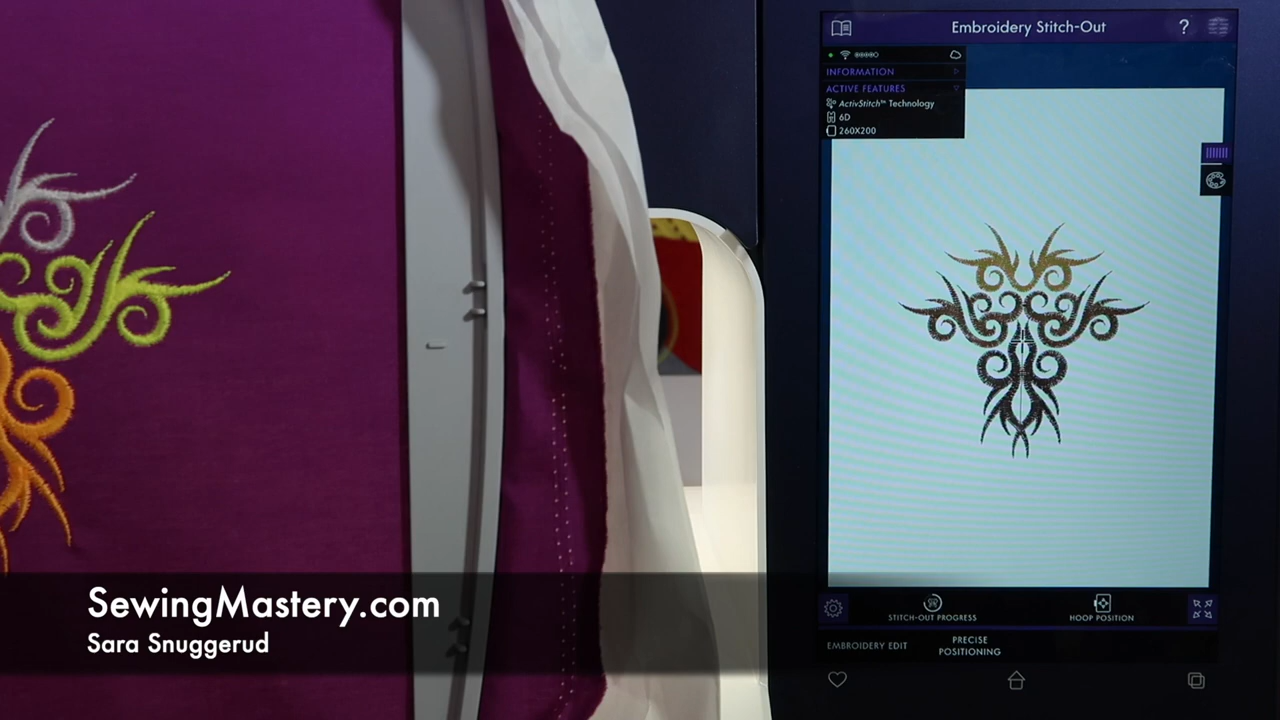 Embroidery Stitch-Out
?
INFORMATION
ACTIVE FEATURES
ActivStitch™ Technology
6D
260X200
STITCH-OUT PROGRESS
HOOP POSITION
EMBROIDERY EDIT
PRECISE
POSITIONING
SewingMastery.com
Sara Snuggerud